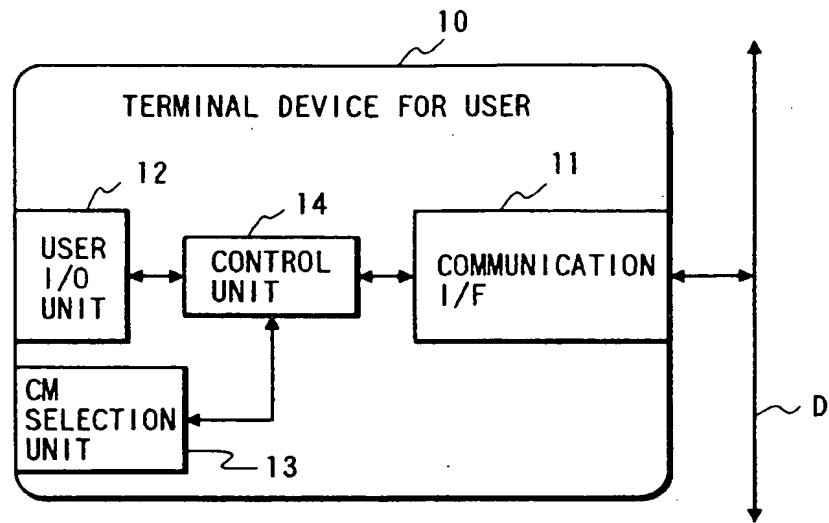 10
TERMINAL DEVICE FOR USER
12
14
11
USER
I/O
UNIT
CONTROL
UNIT
COMMUNICATION
I/F
CM
SELECTION
UNIT
13
D